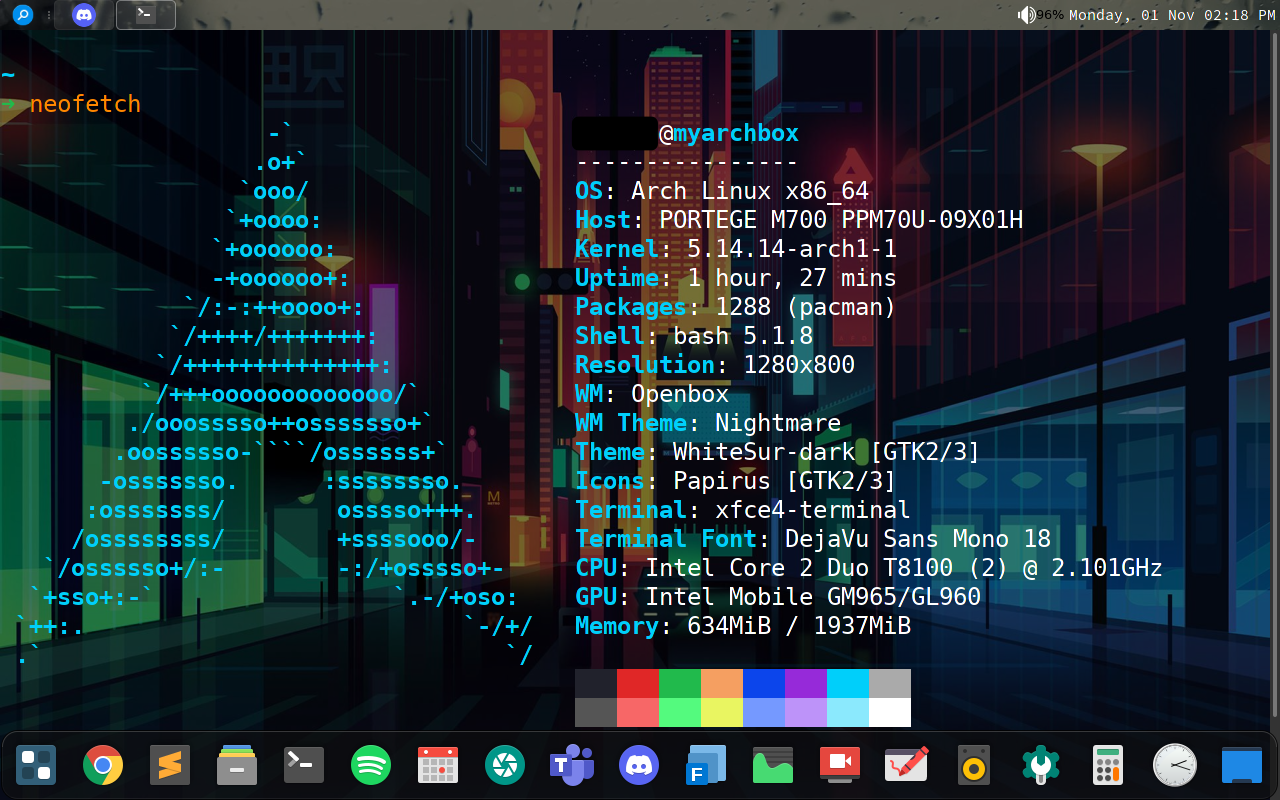 96% Monday, 01 Nov 02:18 PM
~
→ neofetch
-`
.o+`
`ooo/
`+oooo:
`+oooooo:
-+oooooo+:
`/:-:++oooo+:
`/++++/+++++++:
`/++++++++++++++:
`/+++ooooooooooooo/`
./ooosssso++osssssso+`
.oossssso-````/ossssss+`
-osssssso. :ssssssso.
:osssssss/ osssso+++.
/ossssssss/ +ssssooo/-
`/ossssso+/:- -:/+osssso+-
`+sso+:-` `.-/+oso:
`++:. `-/+/
.` `/
@myarchbox
----------------
OS: Arch Linux x86_64
Host: PORTEGE M700 PPM70U-09X01H
Kernel: 5.14.14-arch1-1
Uptime: 1 hour, 27 mins
Packages: 1288 (pacman)
Shell: bash 5.1.8
Resolution: 1280x800
WM: Openbox
WM Theme: Nightmare
Theme: WhiteSur-dark [GTK2/3]
Icons: Papirus [GTK2/3]
Terminal: xfce4-terminal
Terminal Font: DejaVu Sans Mono 18
CPU: Intel Core 2 Duo T8100 (2) @ 2.101GHz
GPU: Intel Mobile GM965/GL960
Memory: 634MiB / 1937MiB